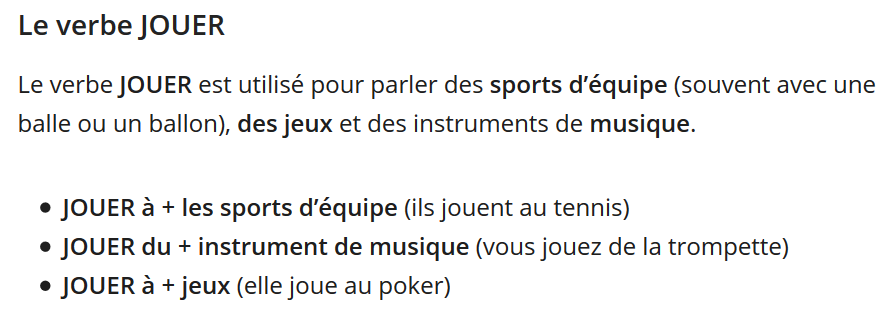 Le verbe JOUER
Le verbe JOUER est utilisé pour parler des sports d’équipe (souvent avec une
balle ou un ballon), des jeux et des instruments de musique.
• JOUER à + les sports d’équipe (ils jouent au tennis)
• JOUER du + instrument de musique (vous jouez de la trompette)
• JOUER à + jeux (elle joue au poker)